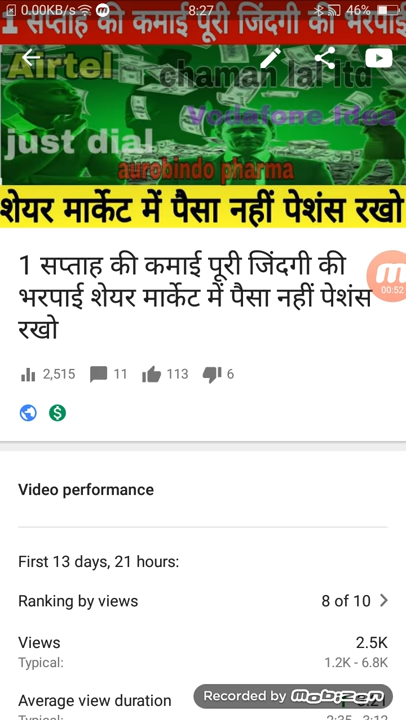 0.00KB/s 8:27 46%
1 सप्ताह की कमाई पूरी जिंदगी की भरपाई
Airtel
chaman lal ltd
Vodafone Idea
just dial
aurobindo pharma
शेयर मार्केट में पैसा नहीं पेशंस रखो
1 सप्ताह की कमाई पूरी जिंदगी की
भरपाई शेयर मार्केट में पैसा नहीं पेशंस
रखो
00:52
2,515 11 113 6
Video performance
First 13 days, 21 hours:
Ranking by views 8 of 10
Views 2.5K
Typical: 1.2K - 6.8K
Average view duration
Recorded by mobizen